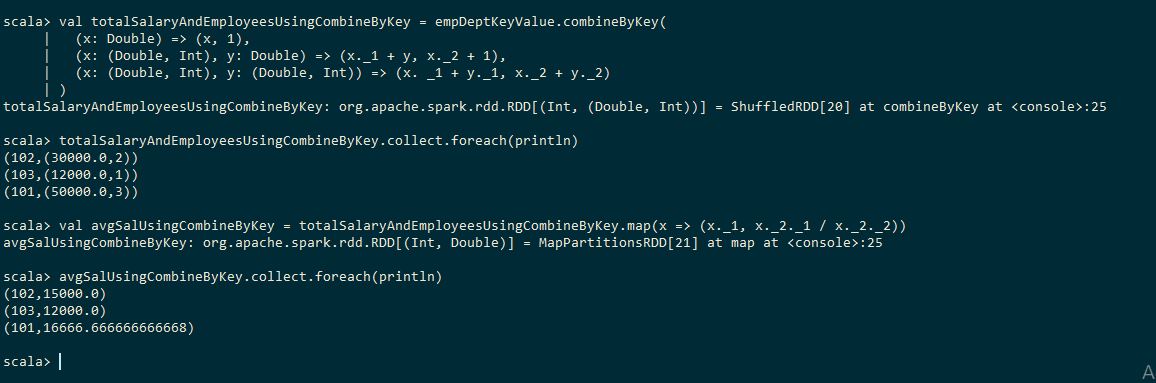 scala> val totalSalaryAndEmployeesUsingCombineByKey = empDeptKeyValue.combineByKey(
     |   (x: Double) => (x, 1),
     |   (x: (Double, Int), y: Double) => (x._1 + y, x._2 + 1),
     |   (x: (Double, Int), y: (Double, Int)) => (x. _1 + y._1, x._2 + y._2)
     | )
totalSalaryAndEmployeesUsingCombineByKey: org.apache.spark.rdd.RDD[(Int, (Double, Int))] = ShuffledRDD[20] at combineByKey at <console>:25
scala> totalSalaryAndEmployeesUsingCombineByKey.collect.foreach(println)
(102,(30000.0,2))
(103,(12000.0,1))
(101,(50000.0,3))
scala> val avgSalUsingCombineByKey = totalSalaryAndEmployeesUsingCombineByKey.map(x => (x._1, x._2._1 / x._2._2))
avgSalUsingCombineByKey: org.apache.spark.rdd.RDD[(Int, Double)] = MapPartitionsRDD[21] at map at <console>:25
scala> avgSalUsingCombineByKey.collect.foreach(println)
(102,15000.0)
(103,12000.0)
(101,16666.666666666668)
scala>
A